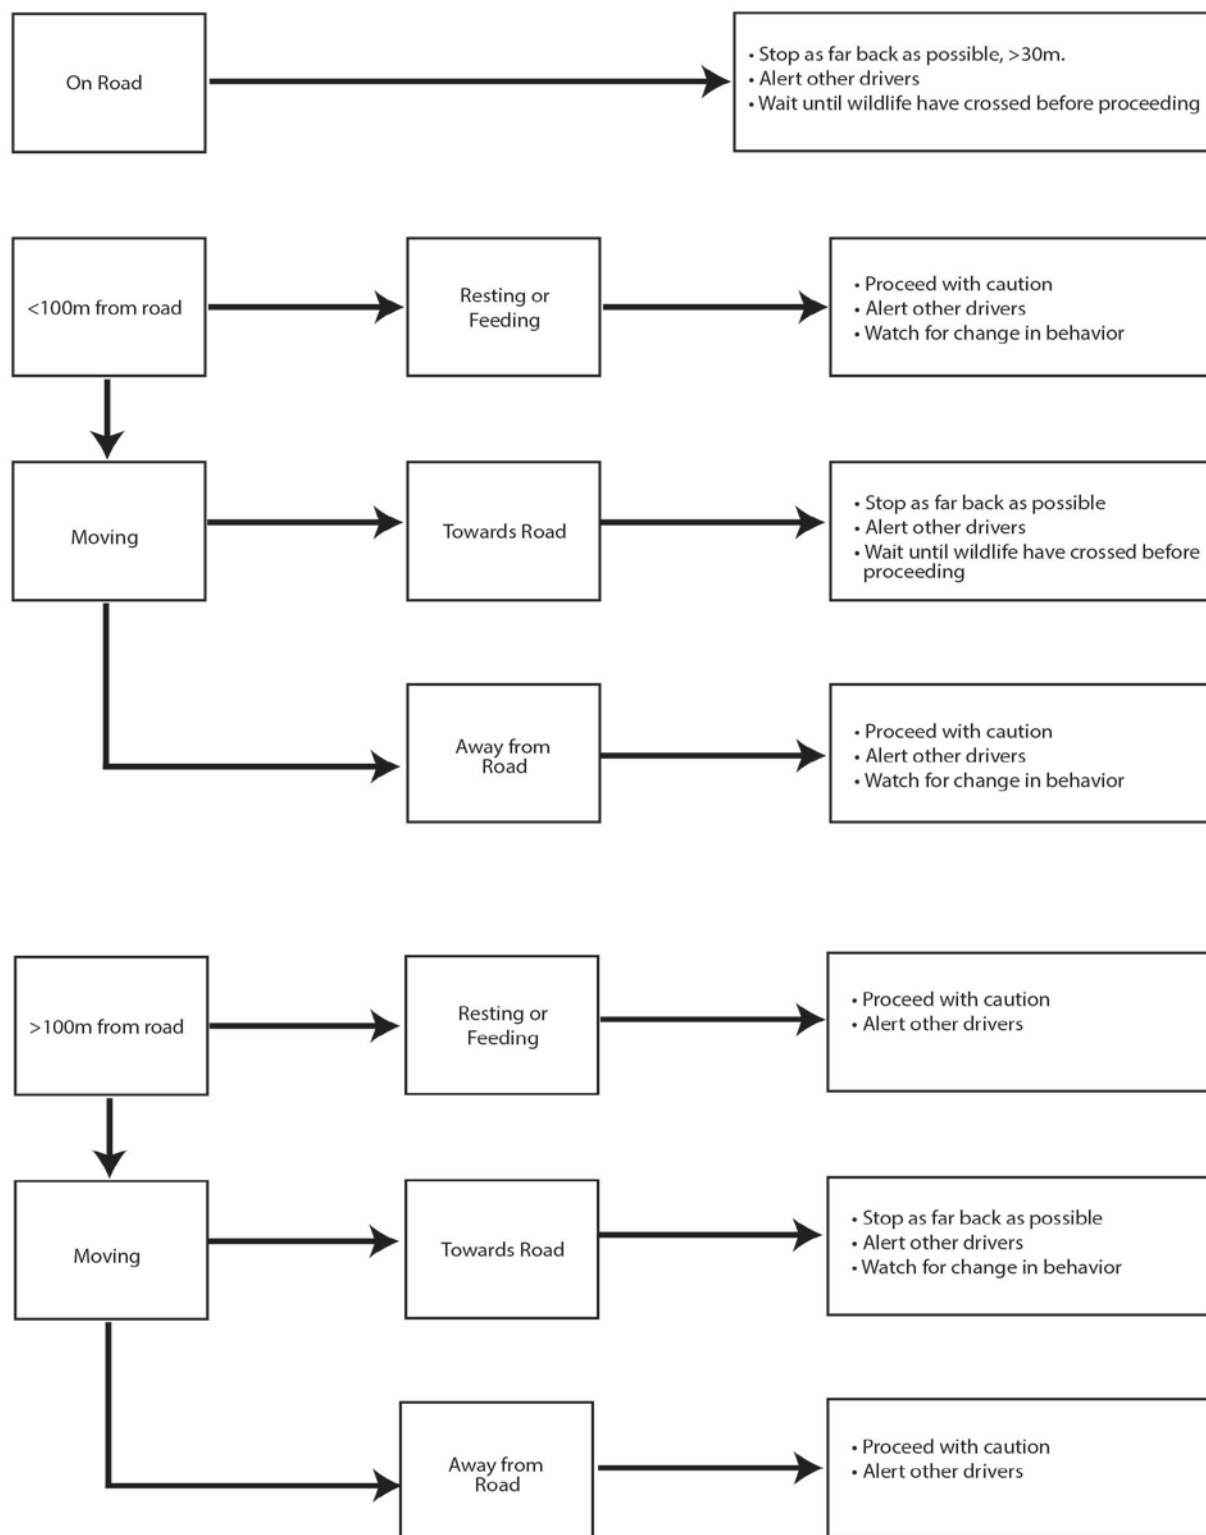 On Road
• Stop as far back as possible, >30m.
• Alert other drivers
• Wait until wildlife have crossed before proceeding
<100m from road
Resting or
Feeding
• Proceed with caution
• Alert other drivers
• Watch for change in behavior
Moving
Towards Road
• Stop as far back as possible
• Alert other drivers
• Wait until wildlife have crossed before
proceeding
Away from
Road
• Proceed with caution
• Alert other drivers
• Watch for change in behavior
>100m from road
Resting or
Feeding
• Proceed with caution
• Alert other drivers
Moving
Towards Road
• Stop as far back as possible
• Alert other drivers
• Watch for change in behavior
Away from
Road
• Proceed with caution
• Alert other drivers